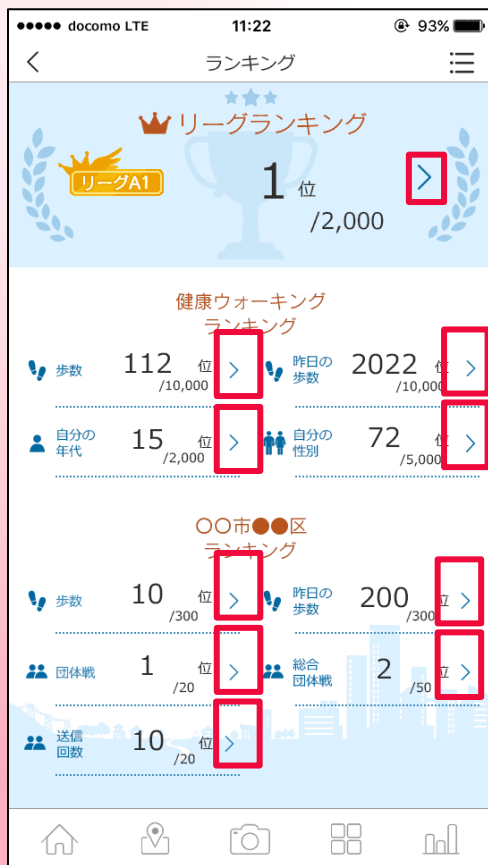 docomo LTE 11:22 93%
ランキング
リーグランキング
リーグA1
1 位
/2,000
健康ウォーキング
ランキング
歩数 112 位 /10,000
昨日の歩数 2022 位 /10,000
自分の年代 15 位 /2,000
自分の性別 72 位 /5,000
〇〇市●●区
ランキング
歩数 10 位 /300
昨日の歩数 200 位 /300
団体戦 1 位 /20
総合団体戦 2 位 /50
送信回数 10 位 /20